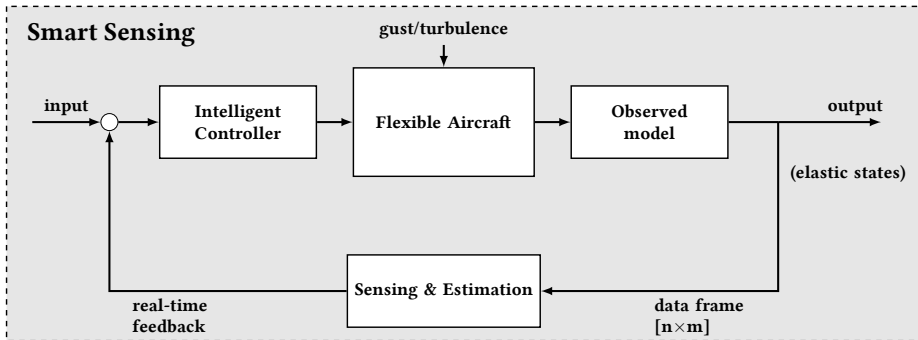 Smart Sensing
gust/turbulence
input
Intelligent
Controller
Flexible Aircraft
Observed
model
output
(elastic states)
Sensing & Estimation
real-time
feedback
data frame
[n×m]